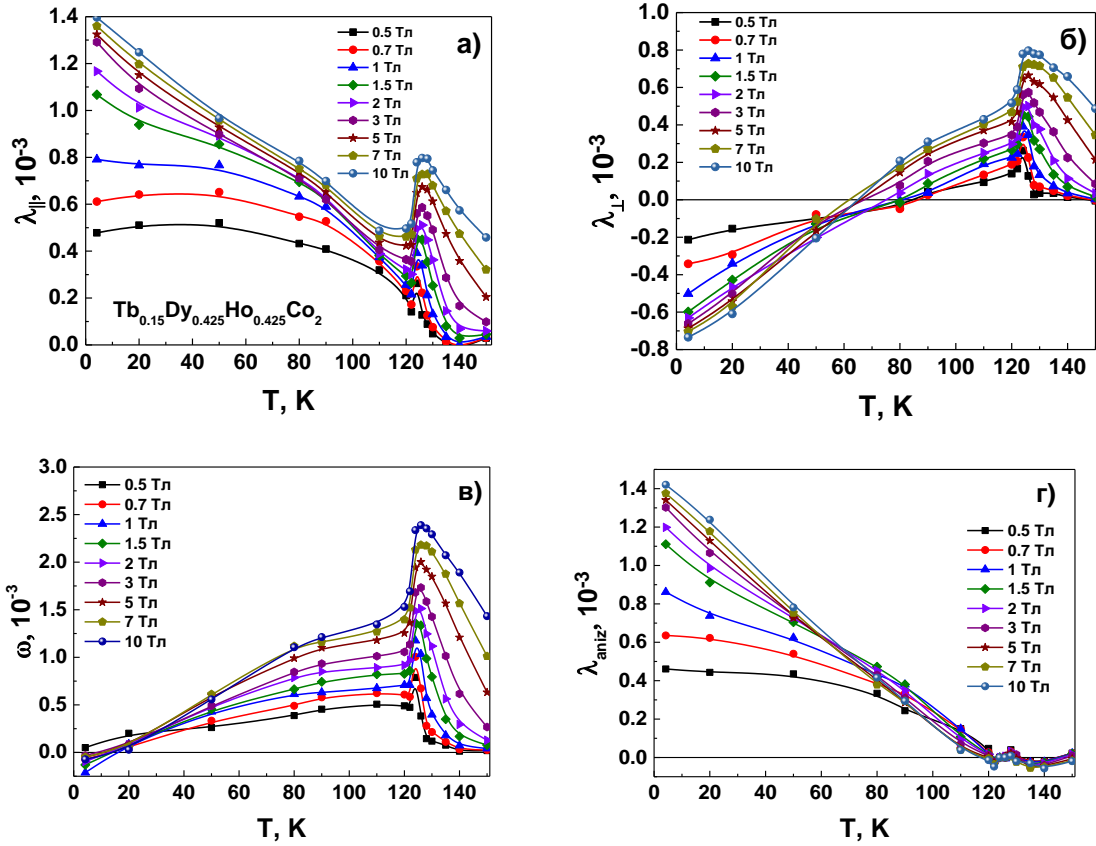 а)
λ∥, 10⁻³
1.4
1.2
1.0
0.8
0.6
0.4
0.2
0.0
0.5 Тл
0.7 Тл
1 Тл
1.5 Тл
2 Тл
3 Тл
5 Тл
7 Тл
10 Тл
Tb₀.₁₅Dy₀.₄₂₅Ho₀.₄₂₅Co₂
0 20 40 60 80 100 120 140
T, K
б)
λ⊥, 10⁻³
1.0
0.8
0.6
0.4
0.2
0.0
-0.2
-0.4
-0.6
-0.8
0.5 Тл
0.7 Тл
1 Тл
1.5 Тл
2 Тл
3 Тл
5 Тл
7 Тл
10 Тл
0 20 40 60 80 100 120 140
T, K
в)
ω, 10⁻³
3.0
2.5
2.0
1.5
1.0
0.5
0.0
0.5 Тл
0.7 Тл
1 Тл
1.5 Тл
2 Тл
3 Тл
5 Тл
7 Тл
10 Тл
0 20 40 60 80 100 120 140
T, K
г)
λaniz, 10⁻³
1.4
1.2
1.0
0.8
0.6
0.4
0.2
0.0
0.5 Тл
0.7 Тл
1 Тл
1.5 Тл
2 Тл
3 Тл
5 Тл
7 Тл
10 Тл
0 20 40 60 80 100 120 140
T, K